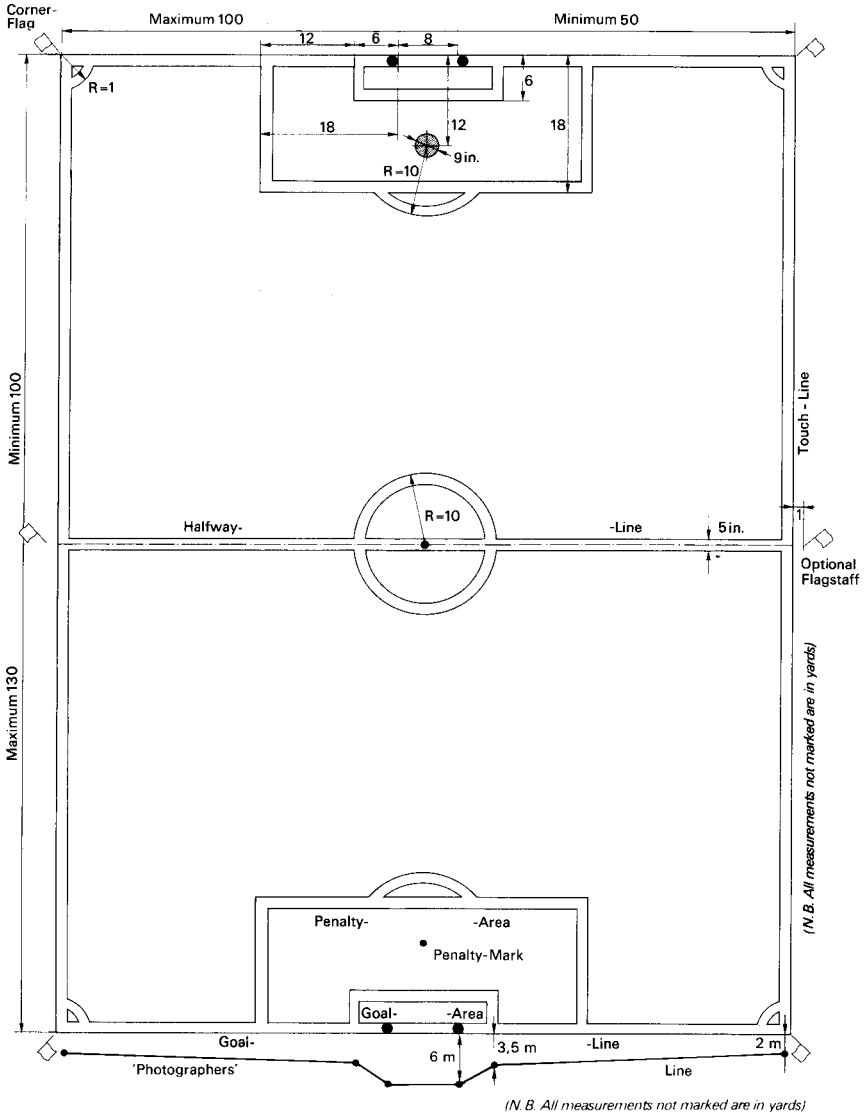 Corner-
Flag
Maximum 100
Minimum 50
12
6
8
R=1
6
18
12
18
9 in.
R=10
Minimum 100
Touch - Line
R=10
Halfway-
-Line
5 in.
1
Optional
Flagstaff
Maximum 130
(N.B. All measurements not marked are in yards)
Penalty-
-Area
Penalty-Mark
Goal-
-Area
Goal-
-Line
6 m
3,5 m
2 m
'Photographers'
Line
(N.B. All measurements not marked are in yards)